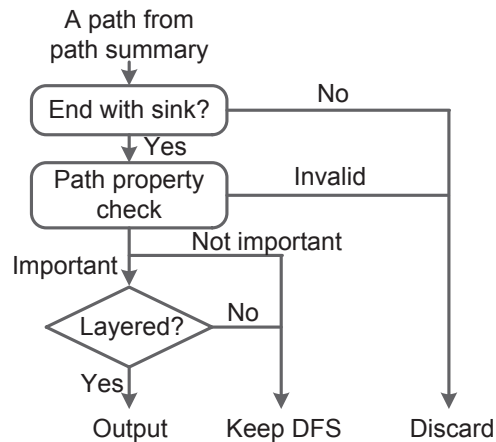 A path from
path summary
End with sink?
No
Yes
Path property
check
Invalid
Not important
Important
Layered?
No
Yes
Output
Keep DFS
Discard